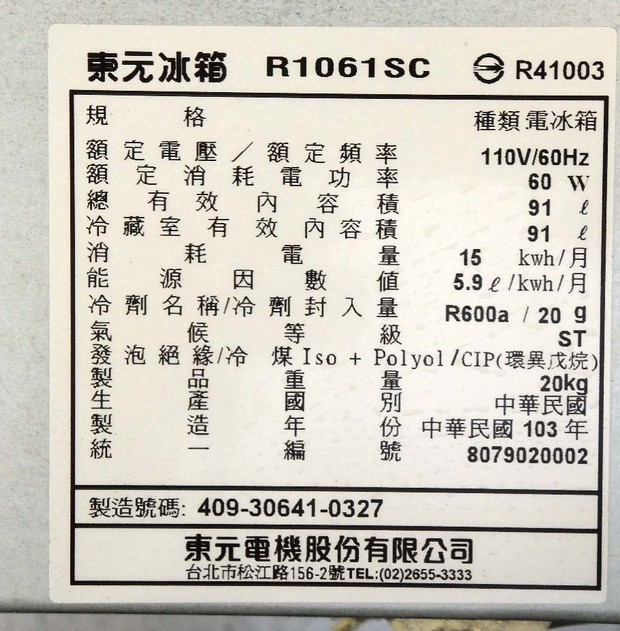 東元冰箱 R1061SC R41003
規格 種類 電冰箱
額定電壓／額定頻率 110V/60Hz
額定消耗電功率 60 W
總有效內容積 91 ℓ
冷藏室有效內容積 91 ℓ
消耗電量 15 kwh/月
能源因數值 5.9 ℓ/kwh/月
冷劑名稱/冷劑封入量 R600a / 20 g
氣候等級 ST
發泡絕緣/冷煤 Iso + Polyol/CIP(環異戊烷)
製品重量 20kg
生產國別 中華民國
製造年份 中華民國 103 年
統一編號 8079020002
製造號碼: 409-30641-0327
東元電機股份有限公司
台北市松江路156-2號TEL:(02)2655-3333